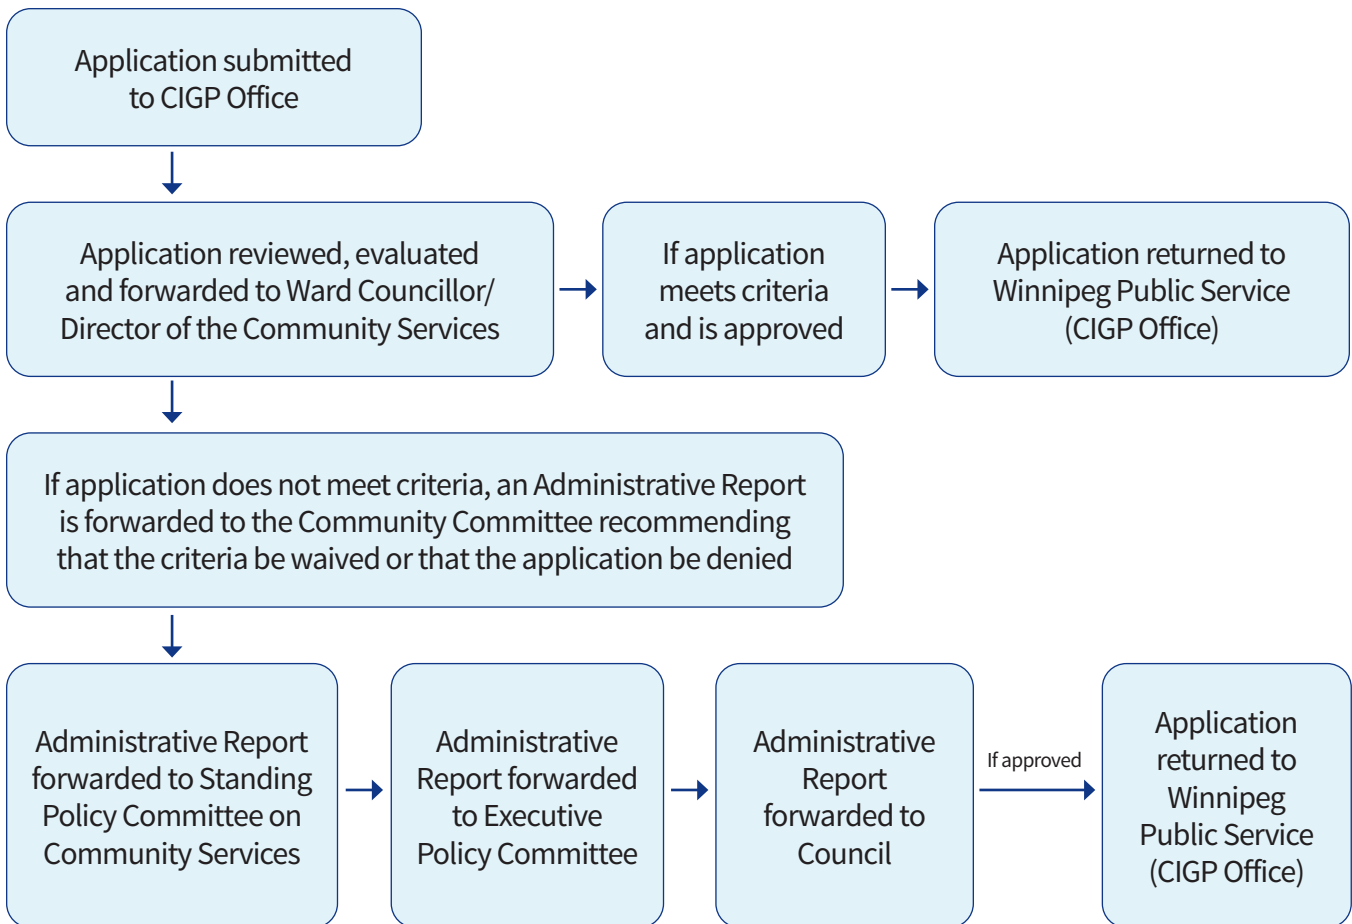 Application submitted
to CIGP Office
Application reviewed, evaluated
and forwarded to Ward Councillor/
Director of the Community Services
If application
meets criteria
and is approved
Application returned to
Winnipeg Public Service
(CIGP Office)
If application does not meet criteria, an Administrative Report
is forwarded to the Community Committee recommending
that the criteria be waived or that the application be denied
Administrative Report
forwarded to Standing
Policy Committee on
Community Services
Administrative
Report forwarded
to Executive
Policy Committee
Administrative
Report
forwarded to
Council
If approved
Application
returned to
Winnipeg
Public Service
(CIGP Office)